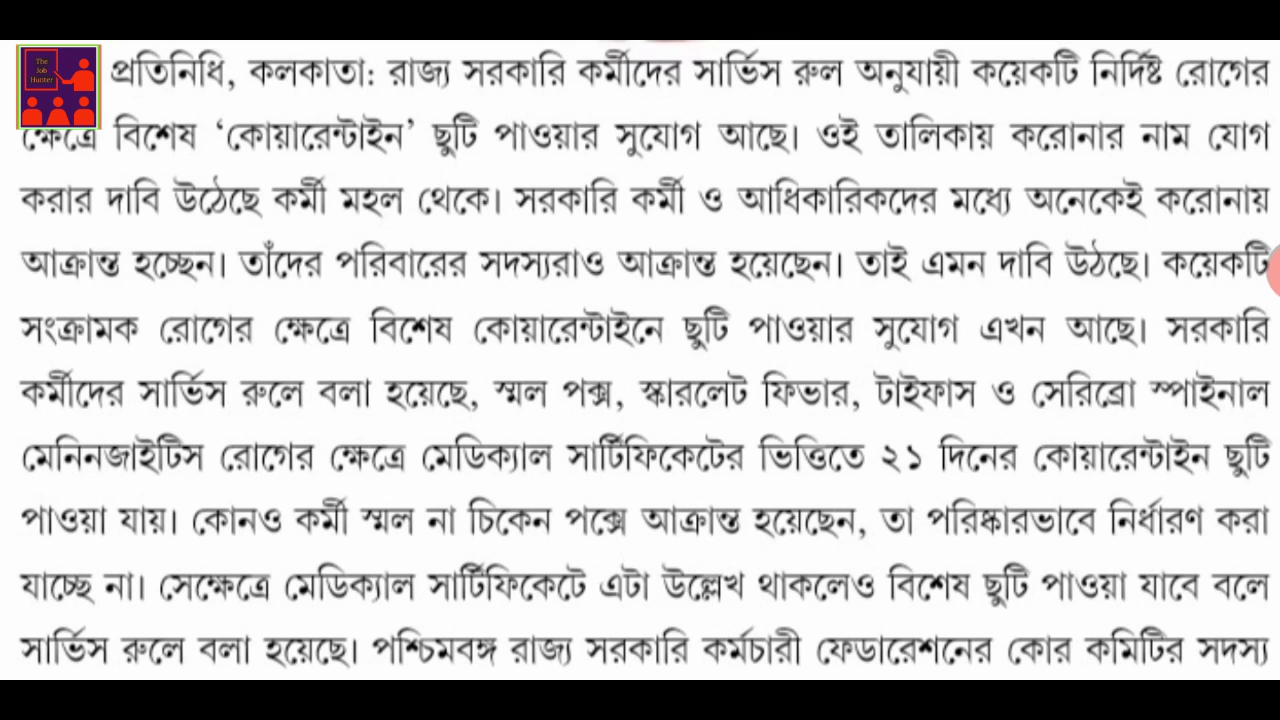 The
Job
Hunter
প্রতিনিধি, কলকাতা: রাজ্য সরকারি কর্মীদের সার্ভিস রুল অনুযায়ী কয়েকটি নির্দিষ্ট রোগের
ক্ষেত্রে বিশেষ ‘কোয়ারেন্টাইন’ ছুটি পাওয়ার সুযোগ আছে। ওই তালিকায় করোনার নাম যোগ
করার দাবি উঠেছে কর্মী মহল থেকে। সরকারি কর্মী ও আধিকারিকদের মধ্যে অনেকেই করোনায়
আক্রান্ত হচ্ছেন। তাঁদের পরিবারের সদস্যরাও আক্রান্ত হয়েছেন। তাই এমন দাবি উঠছে। কয়েকটি
সংক্রামক রোগের ক্ষেত্রে বিশেষ কোয়ারেন্টাইনে ছুটি পাওয়ার সুযোগ এখন আছে। সরকারি
কর্মীদের সার্ভিস রুলে বলা হয়েছে, স্মল পক্স, স্কারলেট ফিভার, টাইফাস ও সেরিব্রো স্পাইনাল
মেনিনজাইটিস রোগের ক্ষেত্রে মেডিক্যাল সার্টিফিকেটের ভিত্তিতে ২১ দিনের কোয়ারেন্টাইন ছুটি
পাওয়া যায়। কোনও কর্মী স্মল না চিকেন পক্সে আক্রান্ত হয়েছেন, তা পরিষ্কারভাবে নির্ধারণ করা
যাচ্ছে না। সেক্ষেত্রে মেডিক্যাল সার্টিফিকেটে এটা উল্লেখ থাকলেও বিশেষ ছুটি পাওয়া যাবে বলে
সার্ভিস রুলে বলা হয়েছে। পশ্চিমবঙ্গ রাজ্য সরকারি কর্মচারী ফেডারেশনের কোর কমিটির সদস্য